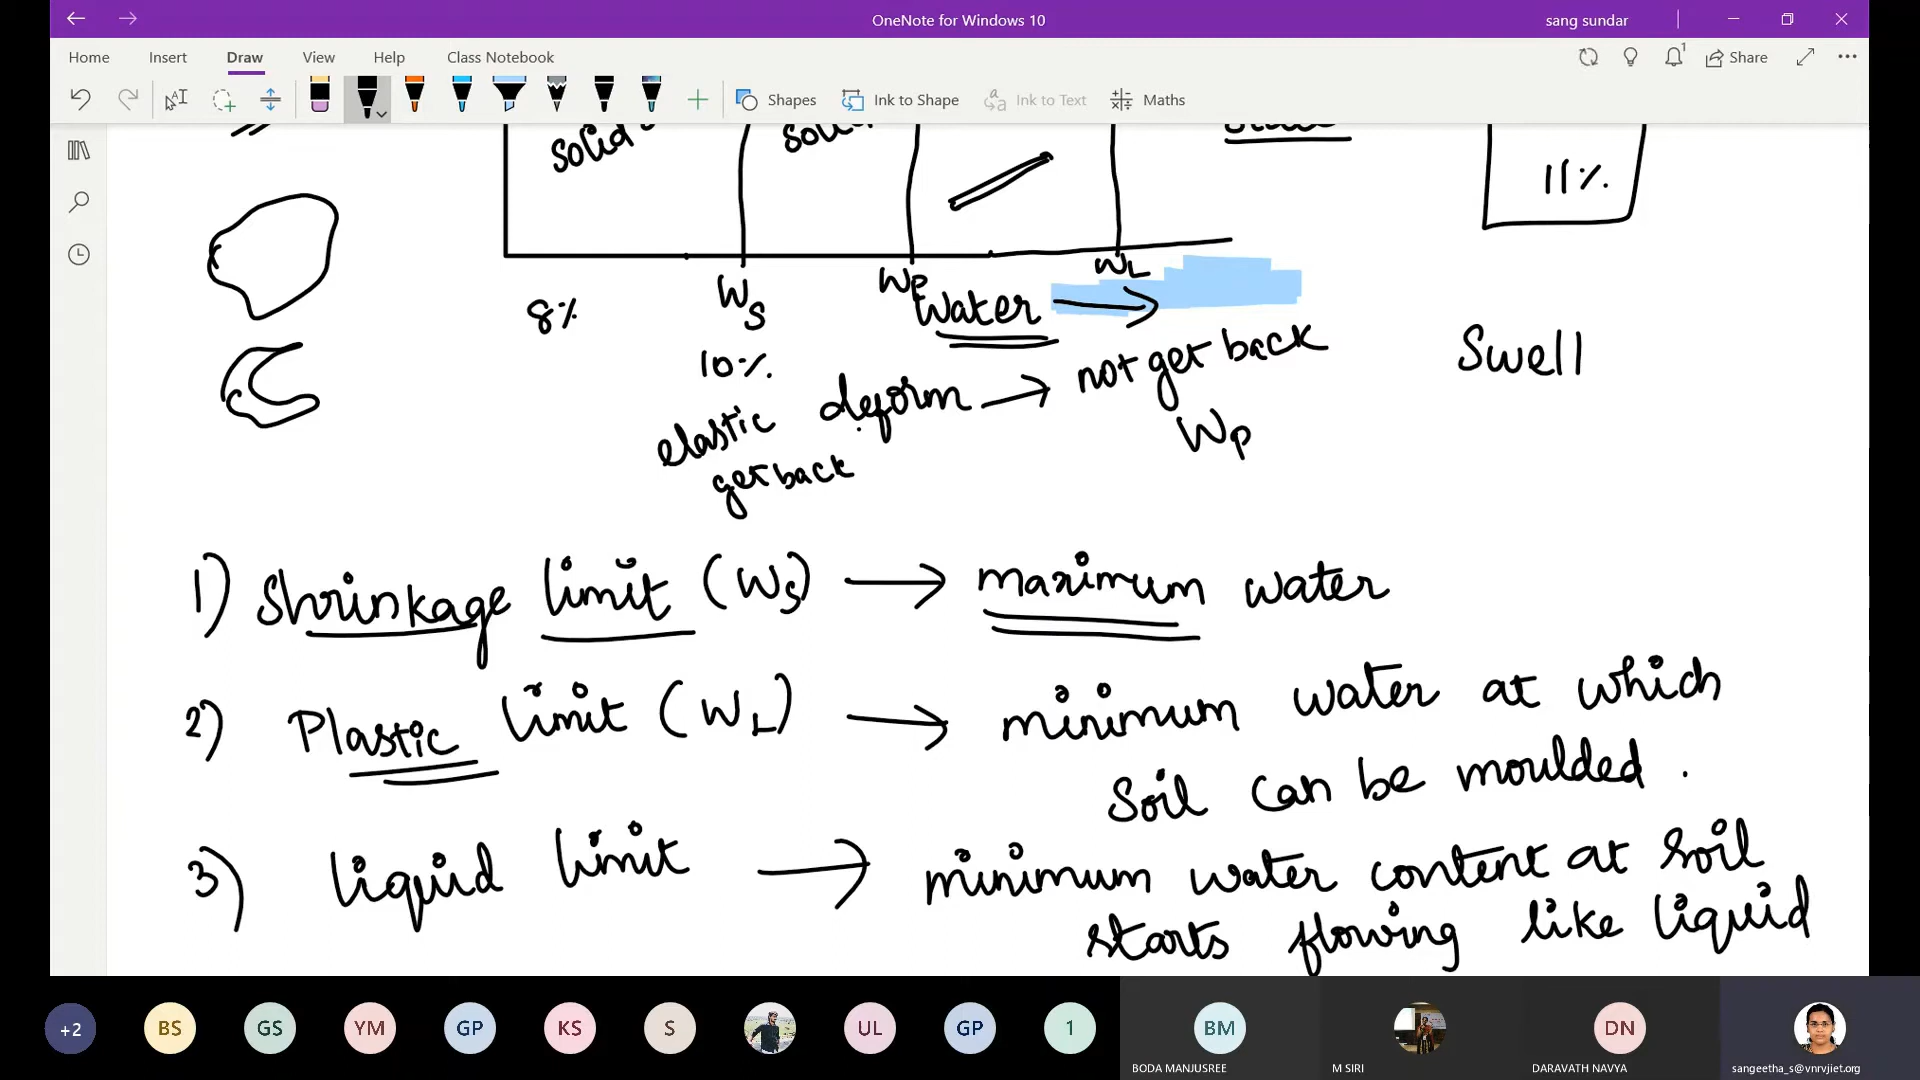 OneNote for Windows 10
sang sundar
Home Insert Draw View Help Class Notebook
1
Share
Shapes Ink to Shape Ink to Text Maths
solid
11%
8%
Ws
WP
WL
Water
10%
elastic
get back
deform → not get back
WP
Swell
1) Shrinkage limit (Ws) → maximum water
2) Plastic limit (WL) → minimum water at which
Soil can be moulded.
3) Liquid limit → minimum water content at Soil
starts flowing like liquid
+2 BS GS YM GP KS S UL GP 1 BM DN
BODA MANJUSREE M SIRI DARAVATH NAVYA sangeetha_s@vnrvjiet.org